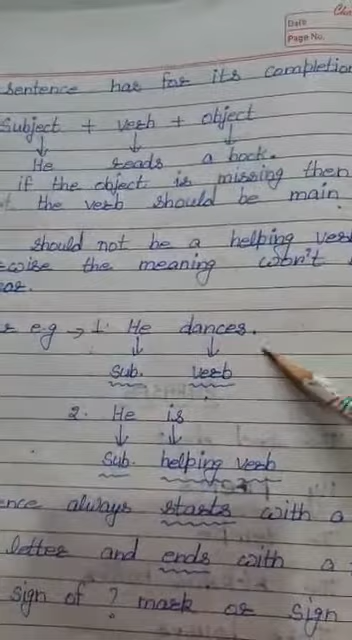 Date
Page No.
sentence has for its completion
Subject + verb + object
He reads a book.
if the object is missing then
the verb should be main
should not be a helping verb
the meaning won't
e.g → 1. He dances.
Sub. verb
2. He is
Sub. helping verb
always starts with a
letter and ends with a
sign of ? mark or sign